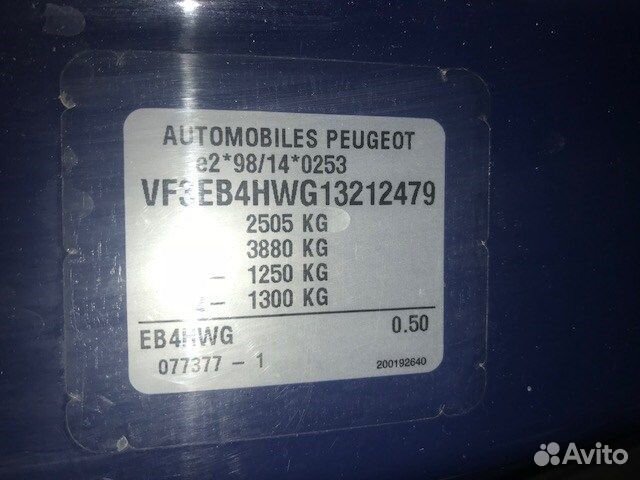 AUTOMOBILES PEUGEOT
e2*98/14*0253
VF3EB4HWG13212479
2505 KG
3880 KG
- 1250 KG
2- 1300 KG
EB4HWG 0.50
077377 - 1 200192640
Avito